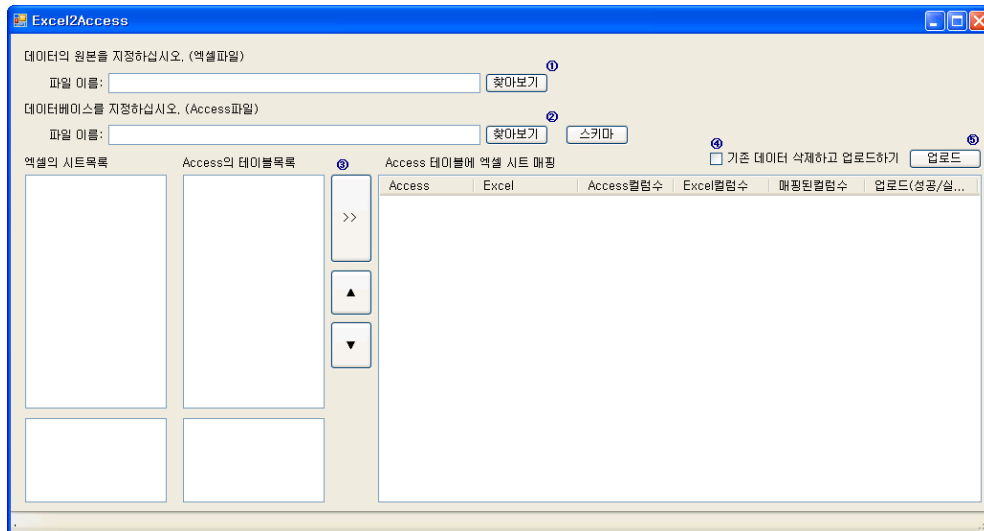 Excel2Access
데이터의 원본을 지정하십시오. (엑셀파일)
①
파일 이름: 찾아보기
데이터베이스를 지정하십시오. (Access파일)
②
파일 이름: 찾아보기 스키마
④ ⑤
기존 데이터 삭제하고 업로드하기 업로드
엑셀의 시트목록 Access의 테이블목록 ③ Access 테이블에 엑셀 시트 매핑
Access Excel Access컬럼수 Excel컬럼수 매핑된컬럼수 업로드(성공/실...
>>
▲
▼
.